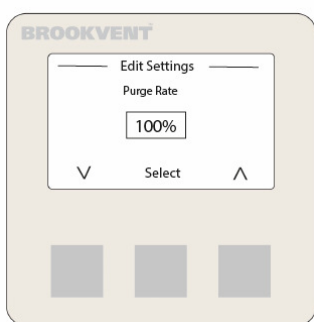 BROOKVENT
Edit Settings
Purge Rate
100%
Select